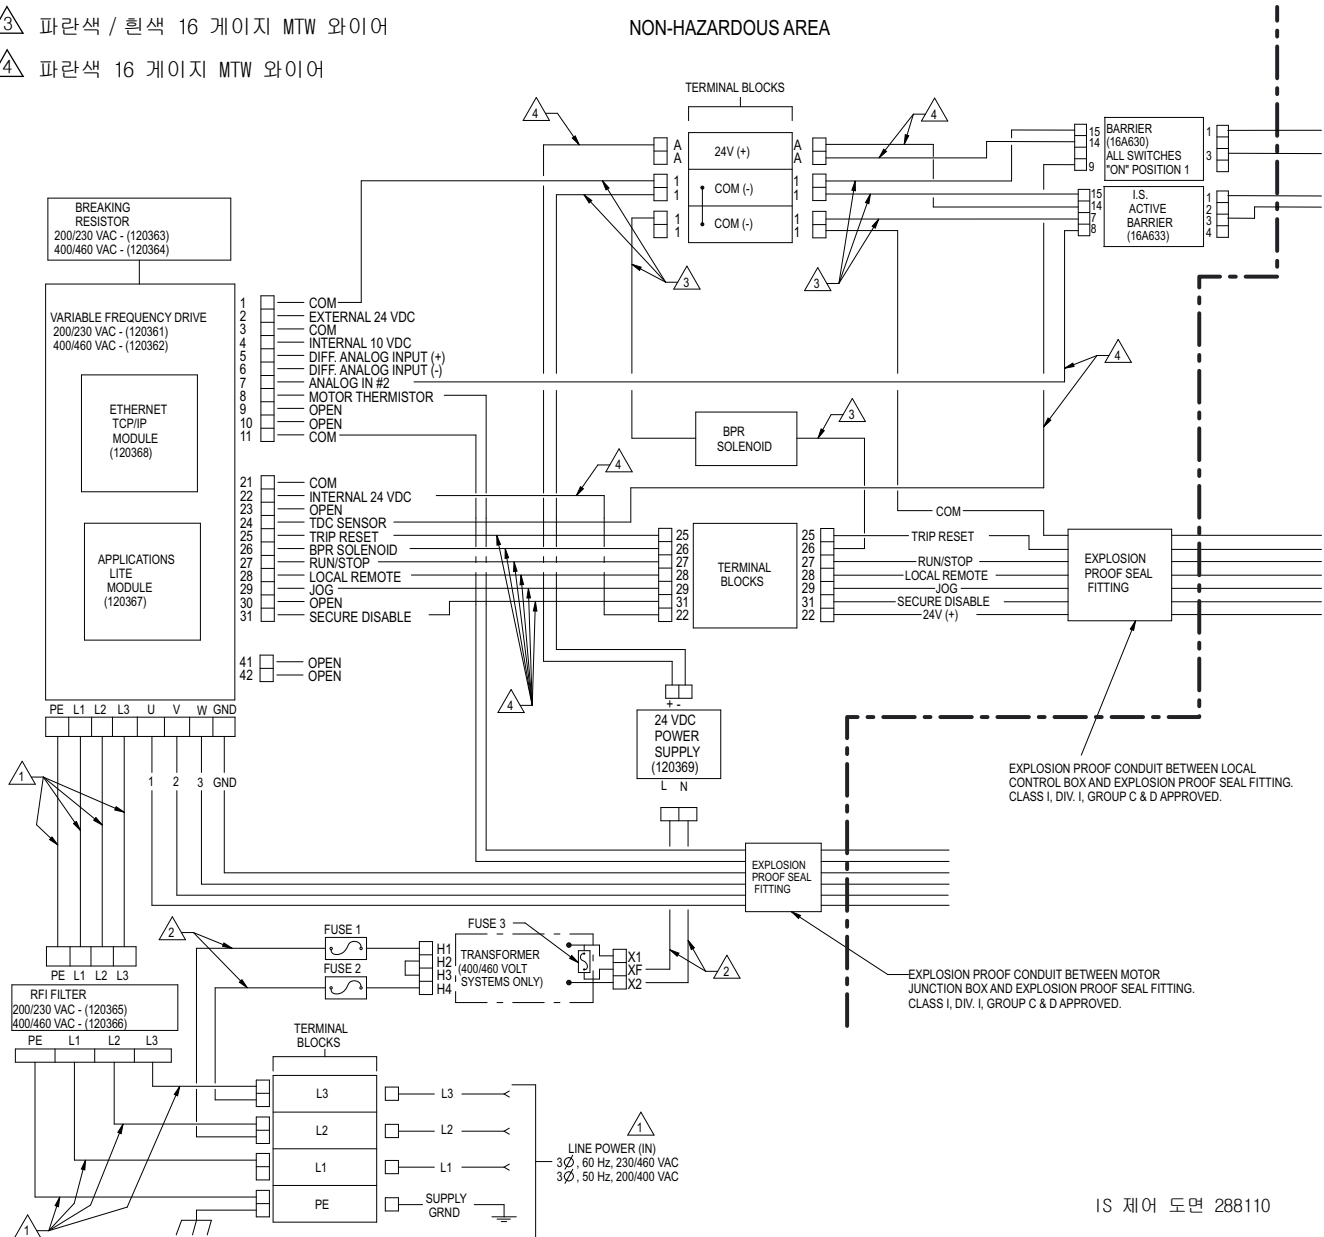 3 파란색 / 흰색 16 게이지 MTW 와이어
4 파란색 16 게이지 MTW 와이어
NON-HAZARDOUS AREA
TERMINAL BLOCKS
4
4
A
A
24V (+)
A
A
1
1
COM (-)
1
1
1
1
COM (-)
1
1
3
3
15
14
9
BARRIER
(16A630)
ALL SWITCHES
"ON" POSITION 1
1
3
15
14
7
8
I.S.
ACTIVE
BARRIER
(16A633)
1
2
3
4
BREAKING
RESISTOR
200/230 VAC - (120363)
400/460 VAC - (120364)
VARIABLE FREQUENCY DRIVE
200/230 VAC - (120361)
400/460 VAC - (120362)
ETHERNET
TCP/IP
MODULE
(120368)
APPLICATIONS
LITE
MODULE
(120367)
1 COM
2 EXTERNAL 24 VDC
3 COM
4 INTERNAL 10 VDC
5 DIFF. ANALOG INPUT (+)
6 DIFF. ANALOG INPUT (-)
7 ANALOG IN #2
8 MOTOR THERMISTOR
9 OPEN
10 OPEN
11 COM
4
BPR
SOLENOID
3
4
21 COM
22 INTERNAL 24 VDC
23 OPEN
24 TDC SENSOR
25 TRIP RESET
26 BPR SOLENOID
27 RUN/STOP
28 LOCAL REMOTE
29 JOG
30 OPEN
31 SECURE DISABLE
41 OPEN
42 OPEN
4
25
26
27
28
29
31
22
TERMINAL
BLOCKS
25
26
27
28
29
31
22
COM
TRIP RESET
RUN/STOP
LOCAL REMOTE
JOG
SECURE DISABLE
24V (+)
EXPLOSION
PROOF SEAL
FITTING
PE L1 L2 L3 U V W GND
1
1 2 3 GND
+ -
24 VDC
POWER
SUPPLY
(120369)
L N
EXPLOSION PROOF CONDUIT BETWEEN LOCAL
CONTROL BOX AND EXPLOSION PROOF SEAL FITTING.
CLASS I, DIV. I, GROUP C & D APPROVED.
EXPLOSION
PROOF SEAL
FITTING
2
FUSE 1
FUSE 2
FUSE 3
H1
H2
H3
H4
TRANSFORMER
(400/460 VOLT
SYSTEMS ONLY)
X1
XF
X2
2
EXPLOSION PROOF CONDUIT BETWEEN MOTOR
JUNCTION BOX AND EXPLOSION PROOF SEAL FITTING.
CLASS I, DIV. I, GROUP C & D APPROVED.
PE L1 L2 L3
RFI FILTER
200/230 VAC - (120365)
400/460 VAC - (120366)
PE L1 L2 L3
TERMINAL
BLOCKS
L3 L3
L2 L2
L1 L1
PE SUPPLY
GRND
1
1
LINE POWER (IN)
3Ø, 60 Hz, 230/460 VAC
3Ø, 50 Hz, 200/400 VAC
IS 제어 도면 288110